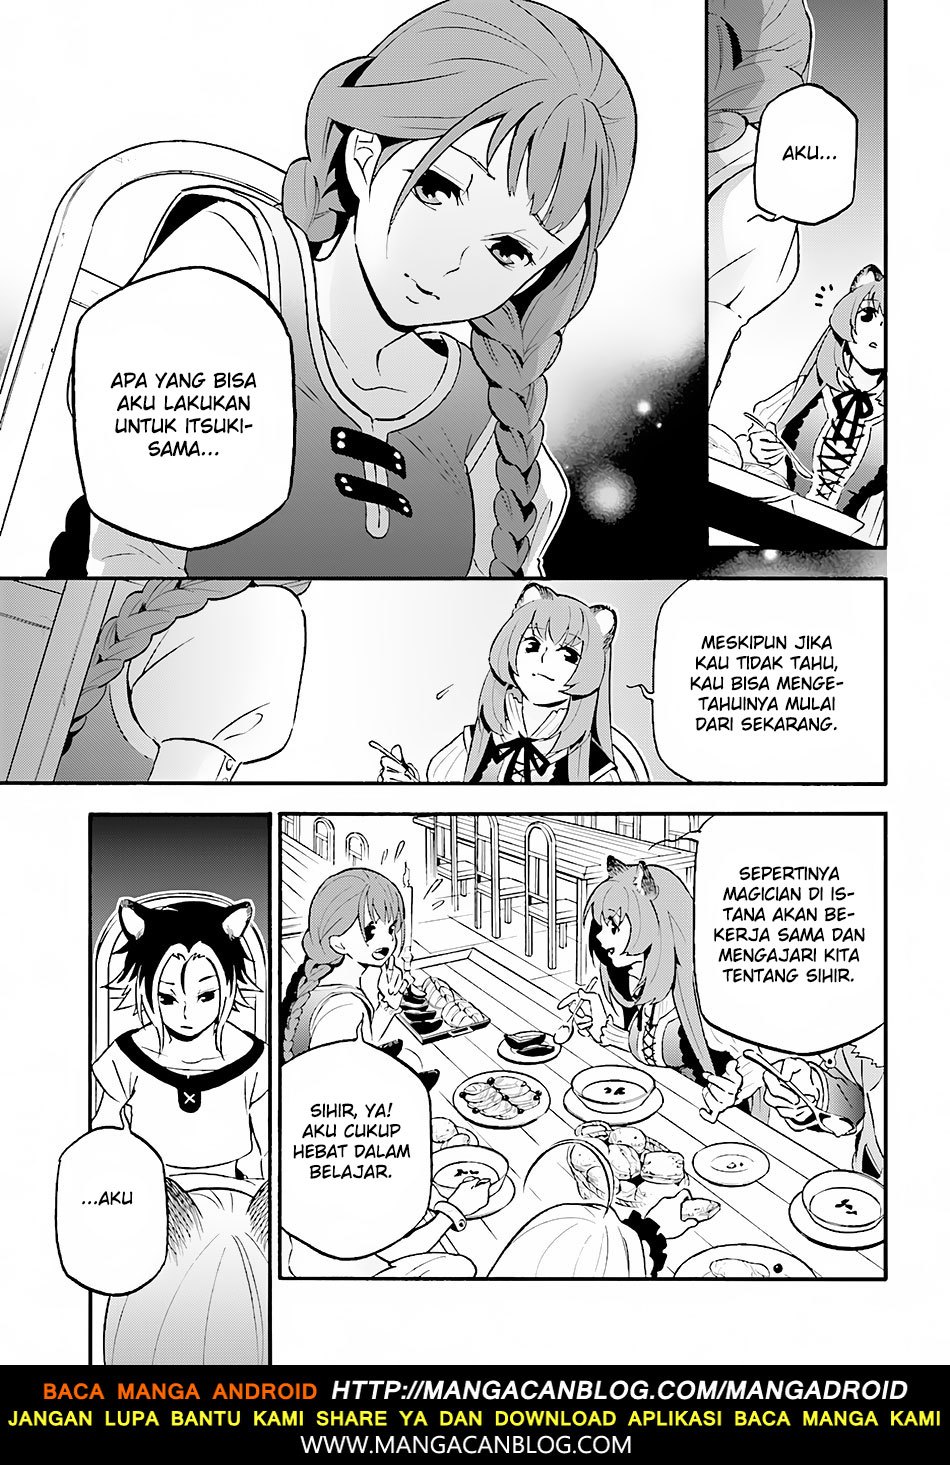 AKU...
APA YANG BISA
AKU LAKUKAN
UNTUK ITSUKI-
SAMA...
MESKIPUN JIKA
KAU TIDAK TAHU,
KAU BISA MENGE-
TAHUINYA MULAI
DARI SEKARANG.
SEPERTINYA
MAGICIAN DI IS-
TANA AKAN BE-
KERJA SAMA DAN
MENGAJARI KITA
TENTANG SIHIR.
SIHIR, YA!
AKU CUKUP
HEBAT DALAM
BELAJAR.
...AKU
BACA MANGA ANDROID HTTP://MANGACANBLOG.COM/MANGADROID
JANGAN LUPA BANTU KAMI SHARE YA DAN DOWNLOAD APLIKASI BACA MANGA KAMI
WWW.MANGACANBLOG.COM